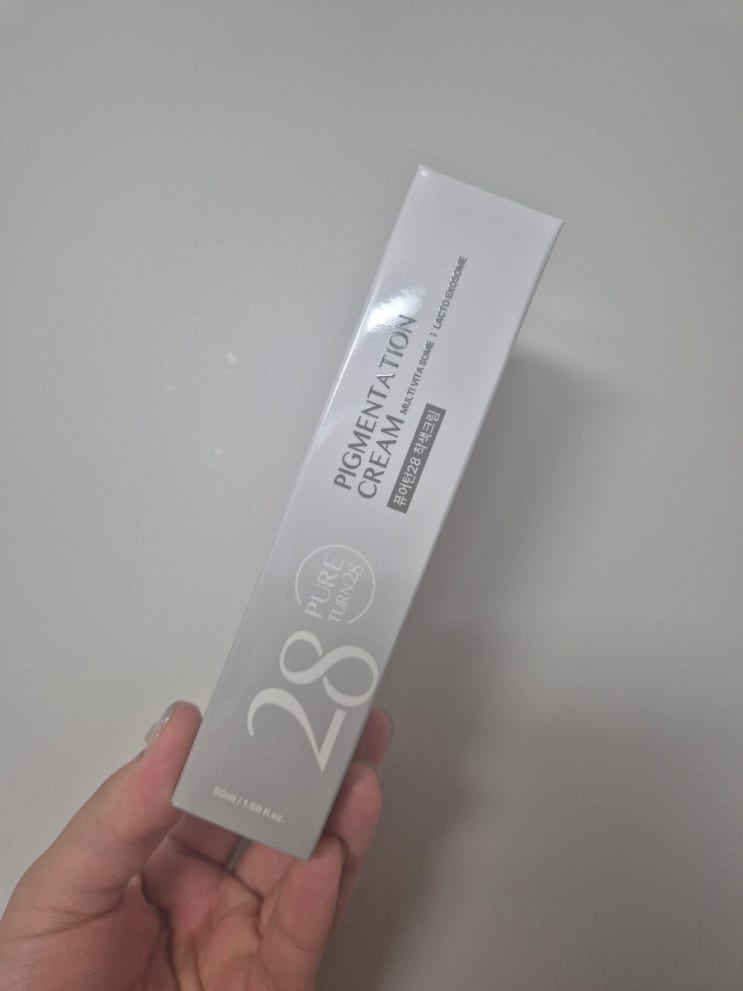 PIGMENTATION
CREAM MULTI VITA SOME | LACTO EXOSOME
퓨어턴28 착색크림
PURE
TURN28
28
50ml / 1.69 fl.oz.